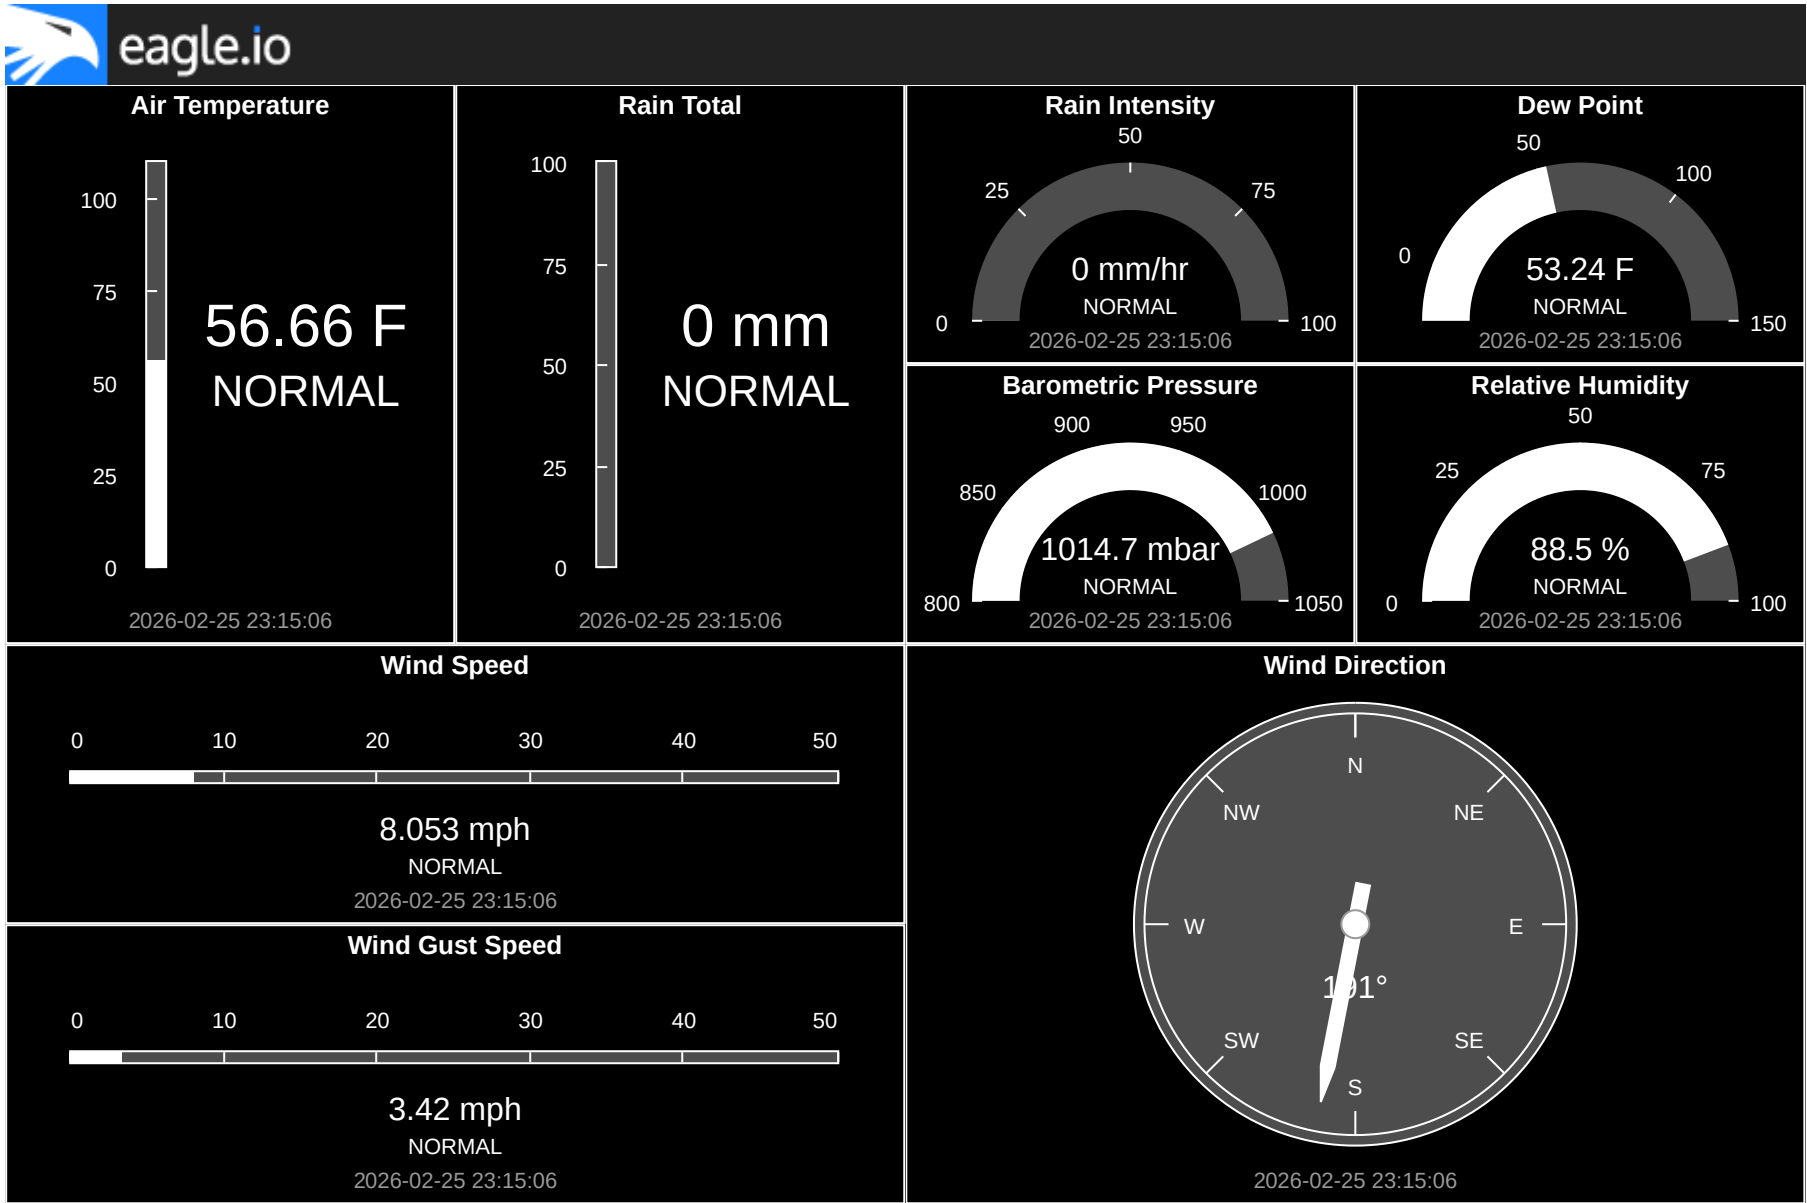 eagle.io
Air Temperature
100
75
50
25
0
56.66 F
NORMAL
2026-02-25 23:15:06
Rain Total
100
75
50
25
0
0 mm
NORMAL
2026-02-25 23:15:06
Rain Intensity
50
25
75
0
100
0 mm/hr
NORMAL
2026-02-25 23:15:06
Dew Point
50
100
0
150
53.24 F
NORMAL
2026-02-25 23:15:06
Barometric Pressure
900
950
850
1000
800
1050
1014.7 mbar
NORMAL
2026-02-25 23:15:06
Relative Humidity
50
25
75
0
100
88.5 %
NORMAL
2026-02-25 23:15:06
Wind Speed
0 10 20 30 40 50
8.053 mph
NORMAL
2026-02-25 23:15:06
Wind Gust Speed
0 10 20 30 40 50
3.42 mph
NORMAL
2026-02-25 23:15:06
Wind Direction
N
NW
NE
W
E
191°
SW
SE
S
2026-02-25 23:15:06